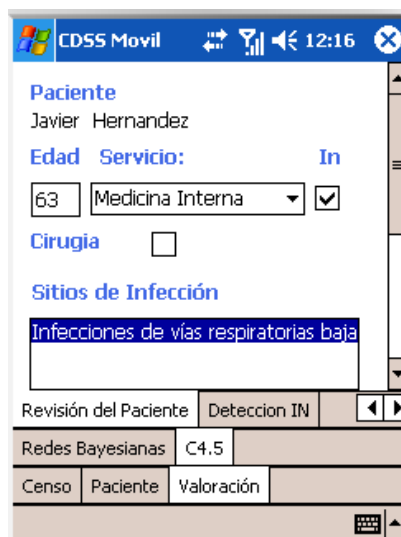 CDSS Movil 12:16
Paciente
Javier Hernandez
Edad Servicio: In
63 Medicina Interna
Cirugia
Sitios de Infección
Infecciones de vías respiratorias baja
Revisión del Paciente Deteccion IN
Redes Bayesianas C4.5
Censo Paciente Valoración